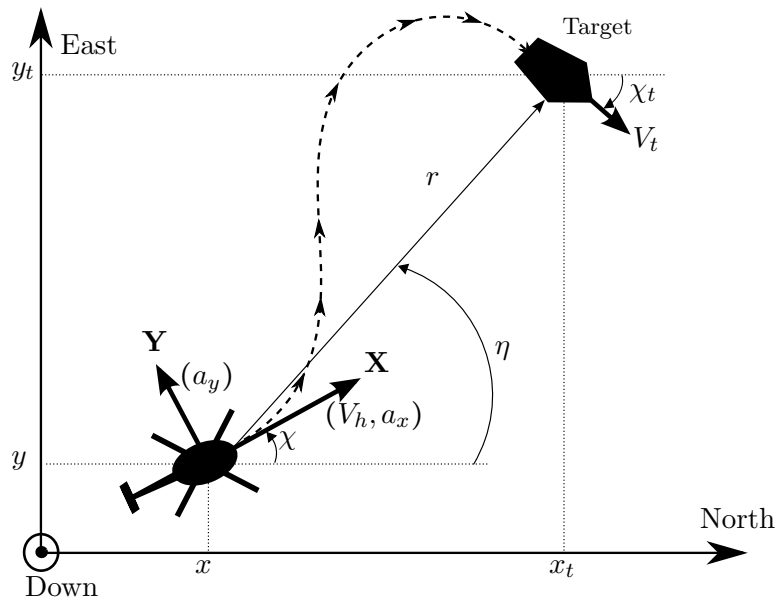 East
Target
y_t
χ_t
V_t
r
η
Y
(a_y)
X
(V_h, a_x)
χ
y
North
x
x_t
Down